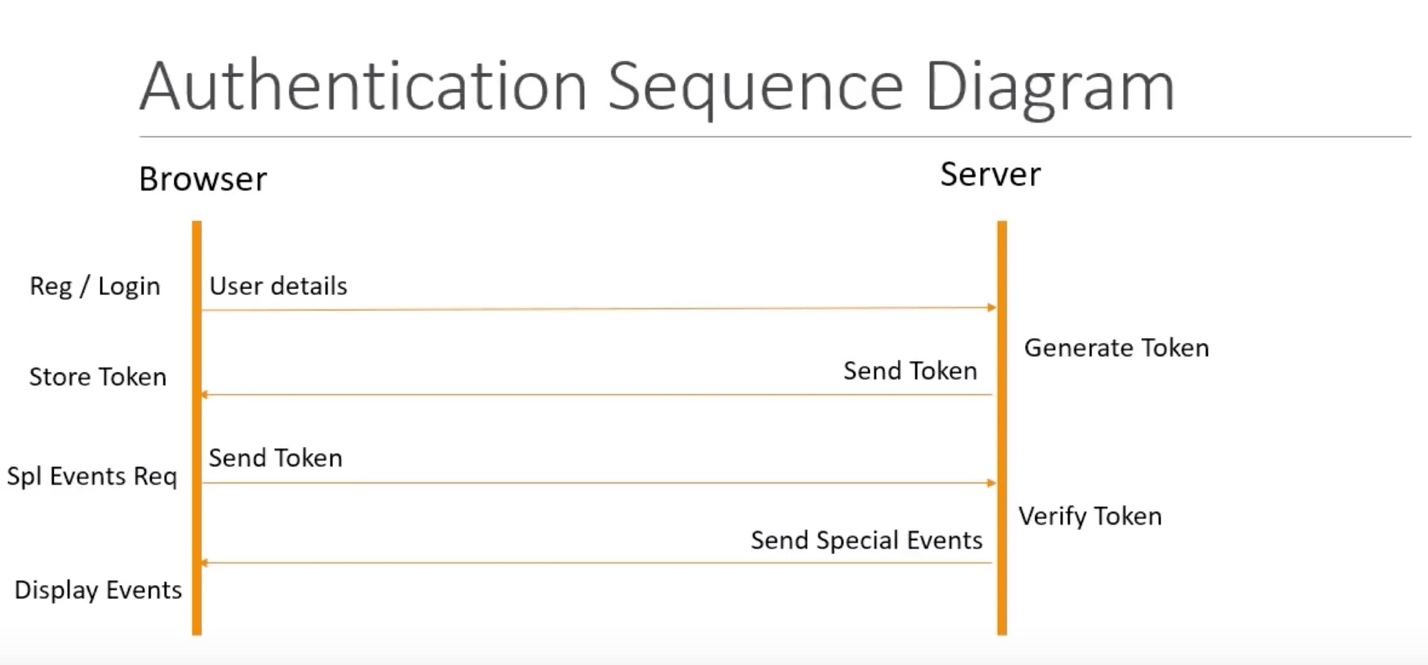 Authentication Sequence Diagram
Browser
Server
Reg / Login
User details
Generate Token
Send Token
Store Token
Send Token
Spl Events Req
Verify Token
Send Special Events
Display Events